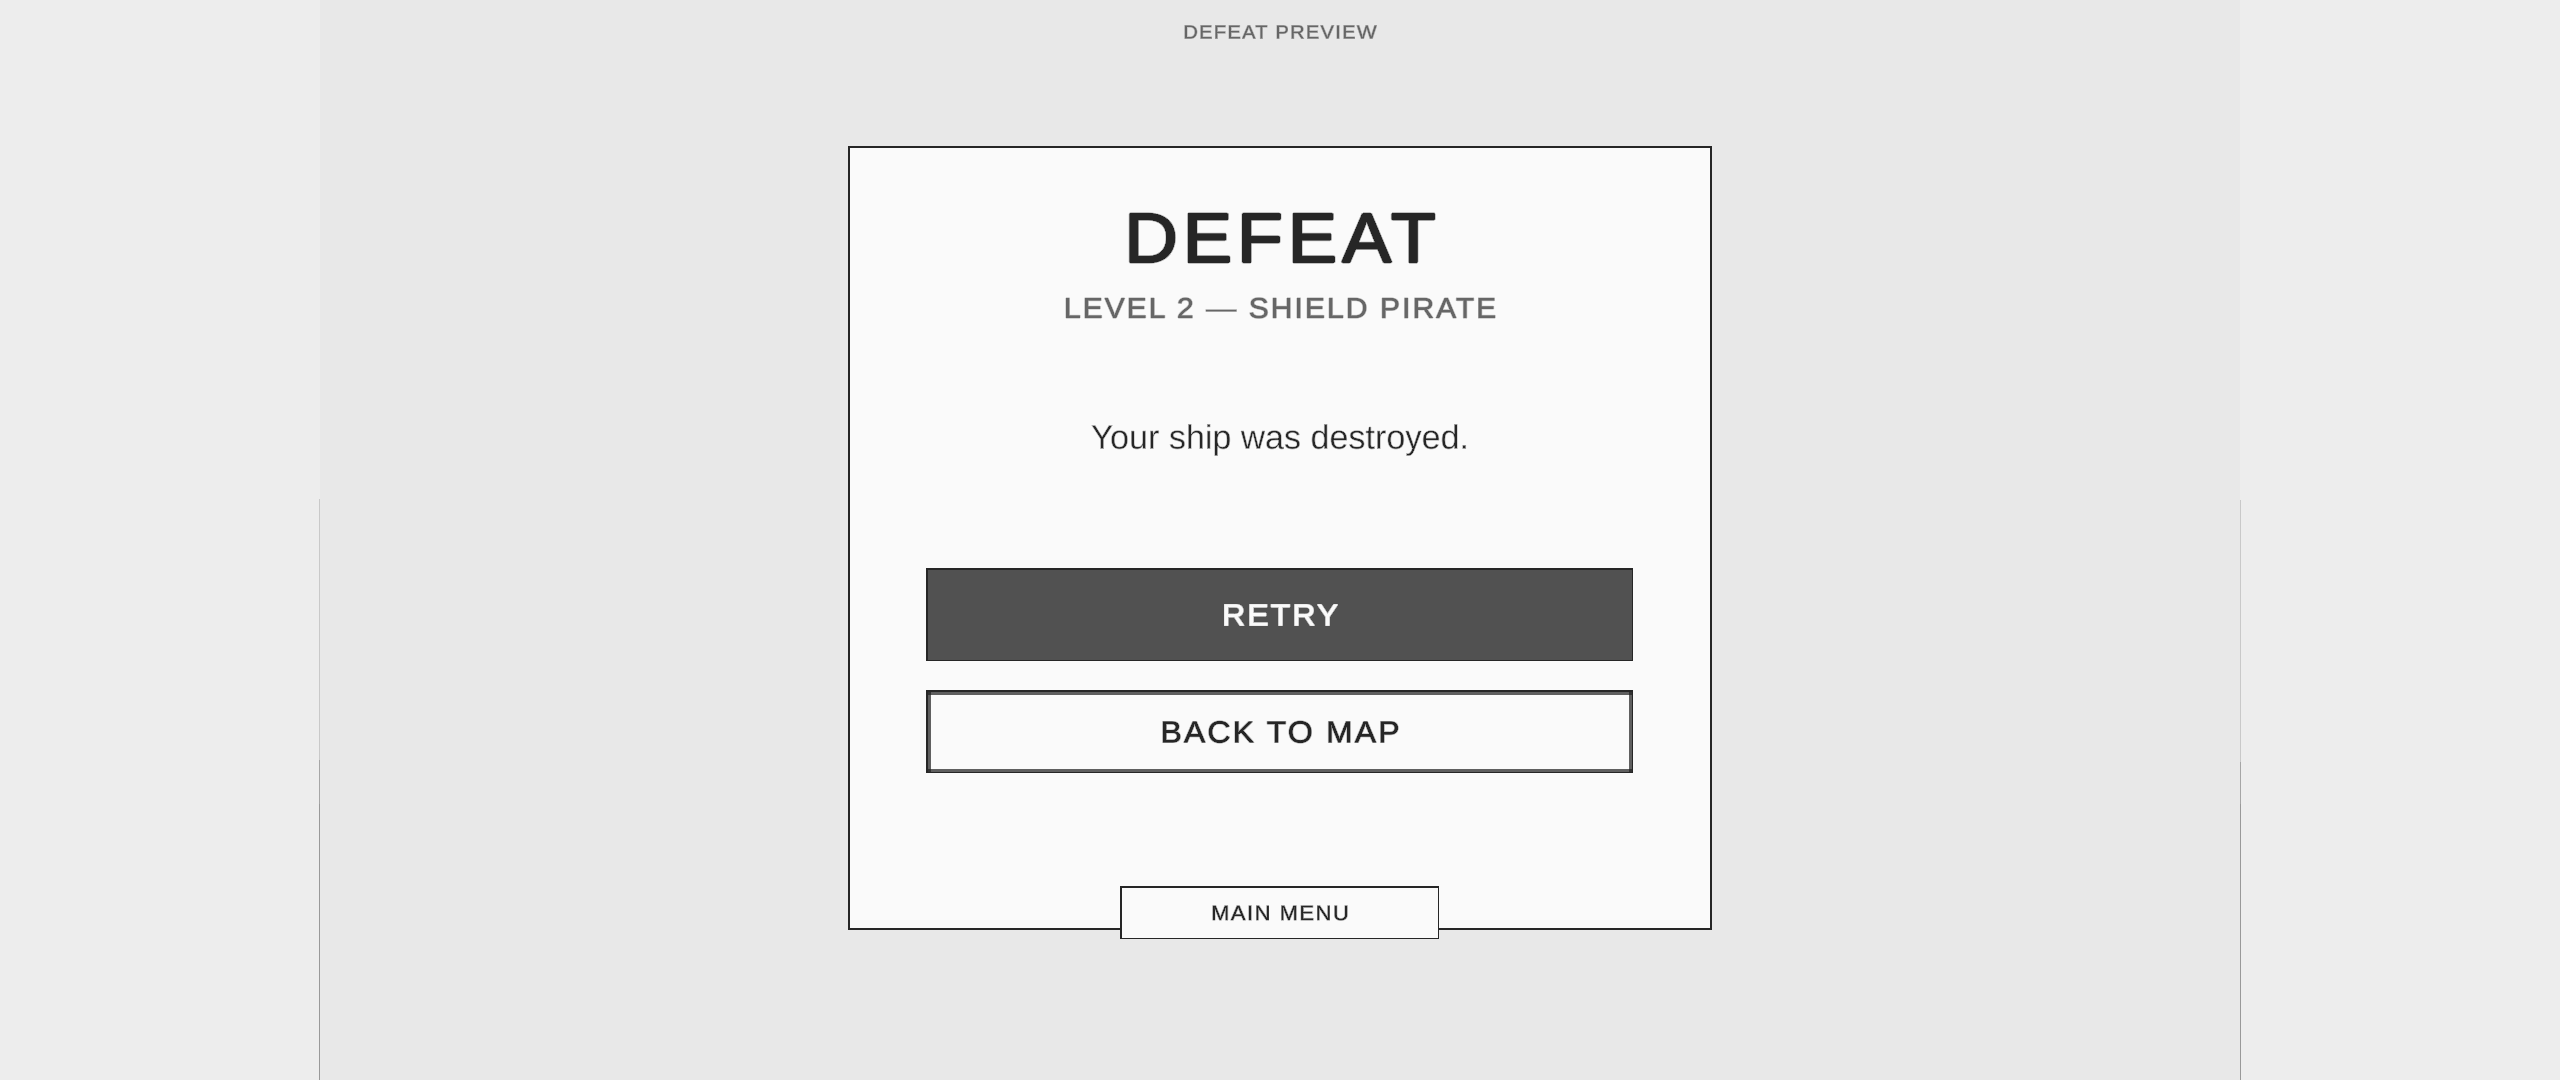 DEFEAT PREVIEW
DEFEAT
LEVEL 2 — SHIELD PIRATE
Your ship was destroyed.
RETRY
BACK TO MAP
MAIN MENU